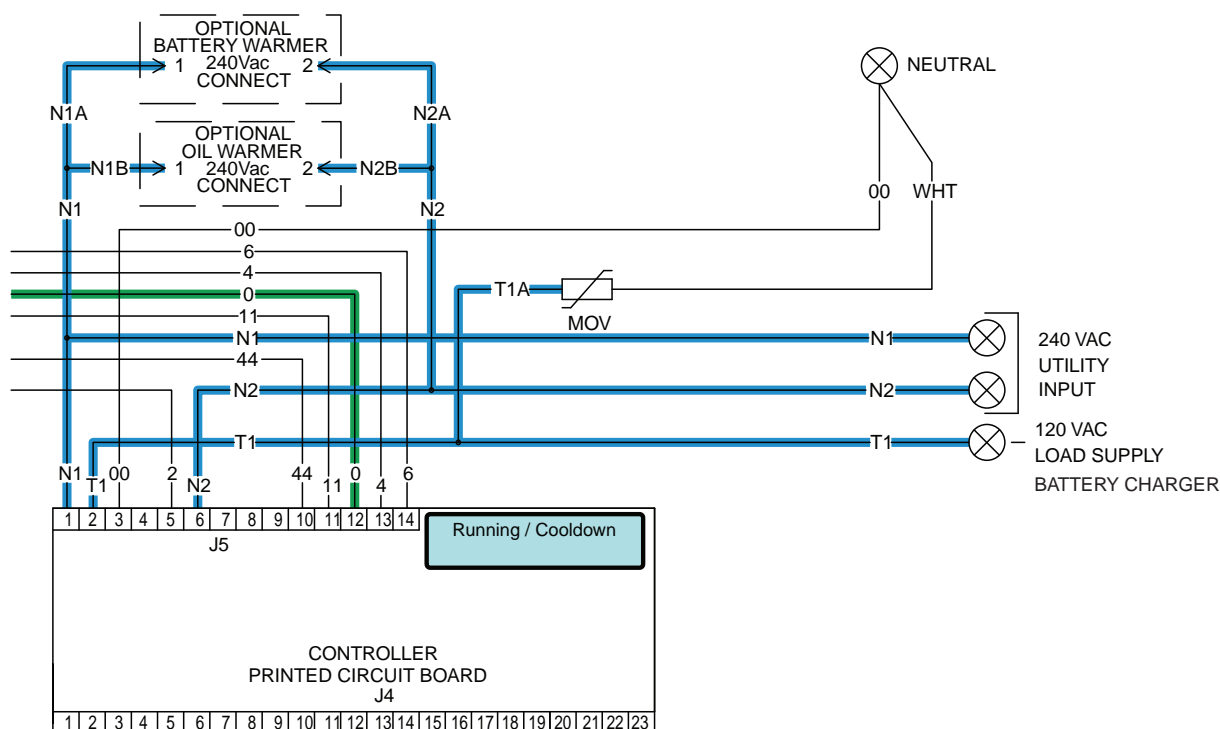 OPTIONAL
BATTERY WARMER
1 240Vac 2
CONNECT
NEUTRAL
N1A
N2A
OPTIONAL
OIL WARMER
N1B 1 240Vac 2 N2B
CONNECT
00 WHT
N1
N2
00
6
4
T1A
0
11
MOV
N1 N1
240 VAC
44
UTILITY
N2 N2
INPUT
T1 T1
120 VAC
LOAD SUPPLY
BATTERY CHARGER
N1 T1 00 2 N2 44 11 0 4 6
1 2 3 4 5 6 7 8 9 10 11 12 13 14
Running / Cooldown
J5
CONTROLLER
PRINTED CIRCUIT BOARD
J4
1 2 3 4 5 6 7 8 9 10 11 12 13 14 15 16 17 18 19 20 21 22 23